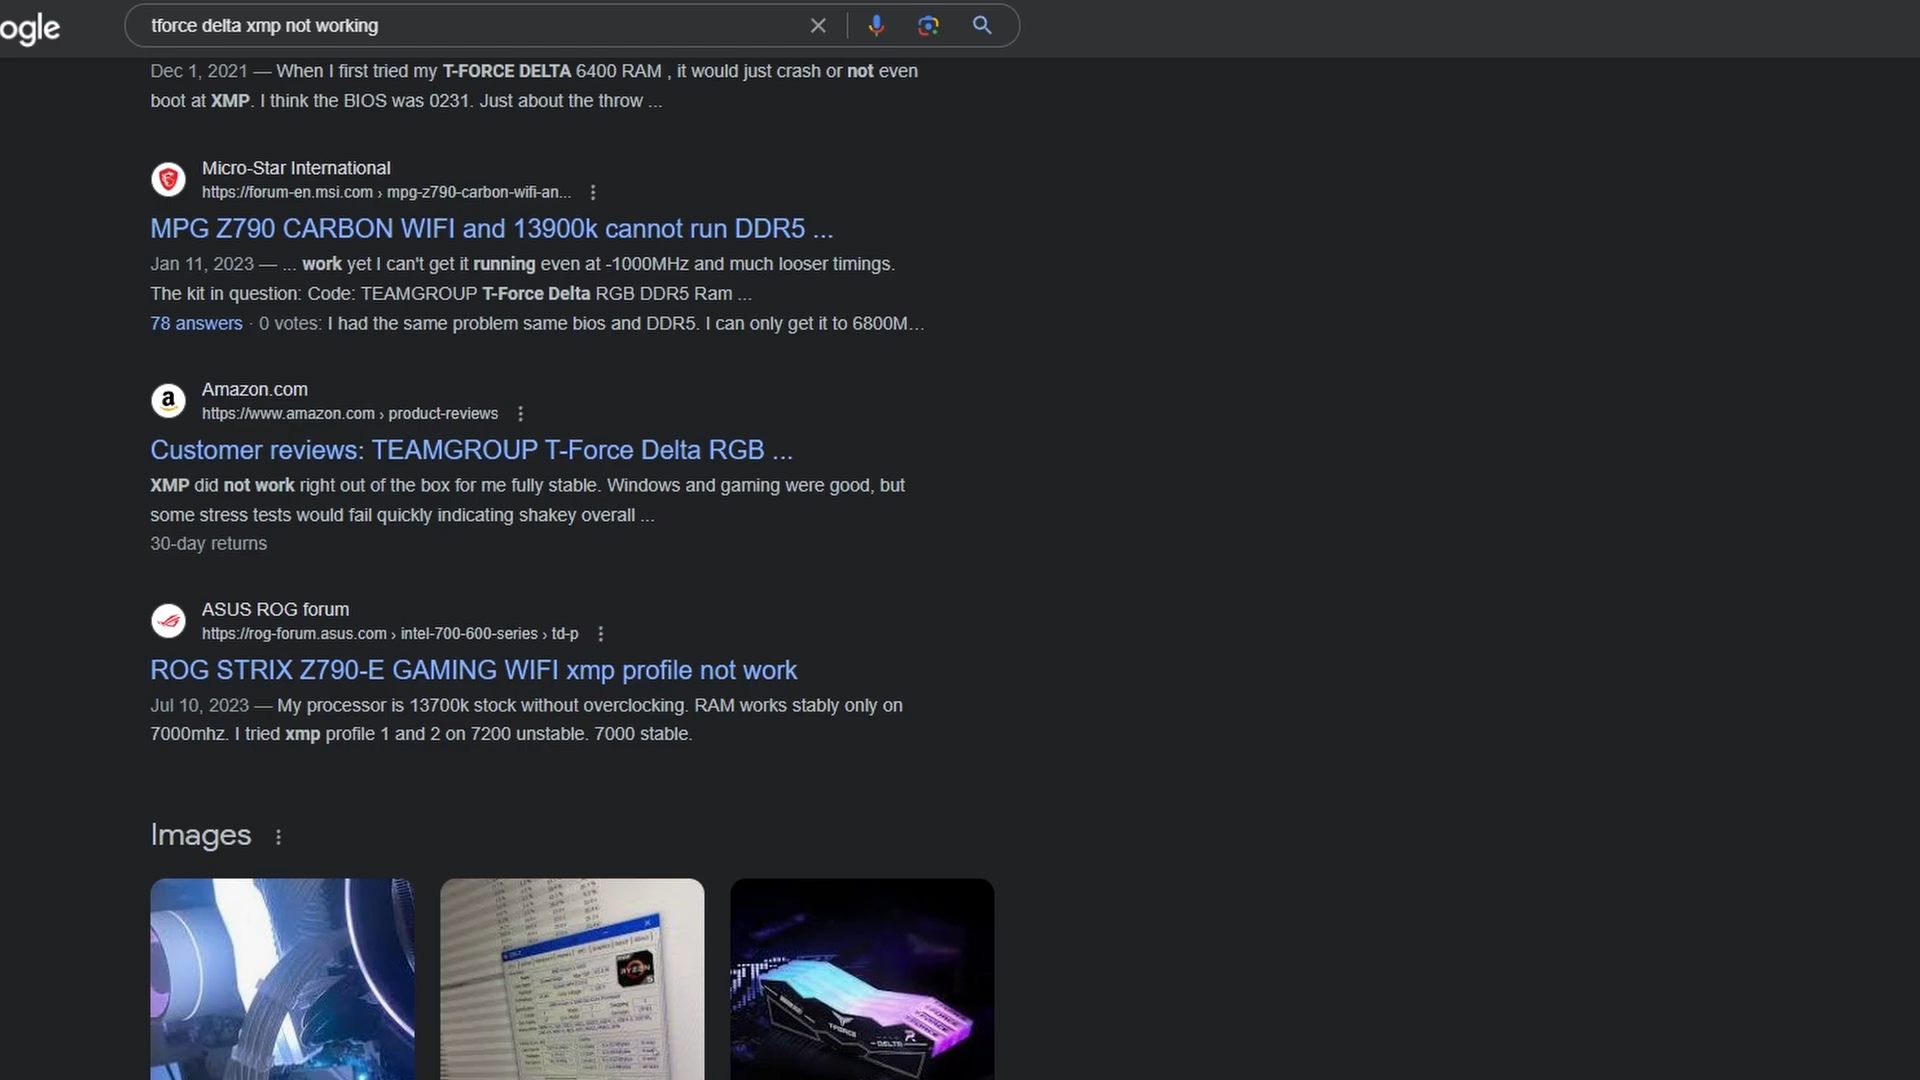 ogle
tforce delta xmp not working
Dec 1, 2021 — When I first tried my T-FORCE DELTA 6400 RAM , it would just crash or not even
boot at XMP. I think the BIOS was 0231. Just about the throw ...
Micro-Star International
https://forum-en.msi.com › mpg-z790-carbon-wifi-an...
MPG Z790 CARBON WIFI and 13900k cannot run DDR5 ...
Jan 11, 2023 — ... work yet I can't get it running even at -1000MHz and much looser timings.
The kit in question: Code: TEAMGROUP T-Force Delta RGB DDR5 Ram ...
78 answers · 0 votes: I had the same problem same bios and DDR5. I can only get it to 6800M...
Amazon.com
https://www.amazon.com › product-reviews
Customer reviews: TEAMGROUP T-Force Delta RGB ...
XMP did not work right out of the box for me fully stable. Windows and gaming were good, but
some stress tests would fail quickly indicating shakey overall ...
30-day returns
ASUS ROG forum
https://rog-forum.asus.com › intel-700-600-series › td-p
ROG STRIX Z790-E GAMING WIFI xmp profile not work
Jul 10, 2023 — My processor is 13700k stock without overclocking. RAM works stably only on
7000mhz. I tried xmp profile 1 and 2 on 7200 unstable. 7000 stable.
Images
RYZEN
5
T-FORCE
DELTA